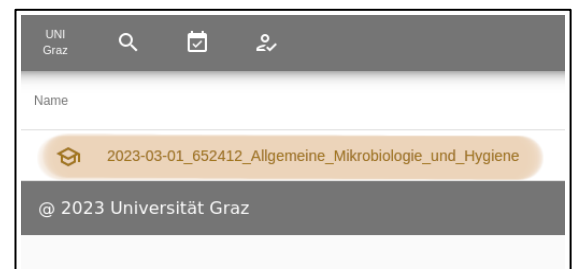 UNI
Graz
Name
2023-03-01_652412_Allgemeine_Mikrobiologie_und_Hygiene
@ 2023 Universität Graz